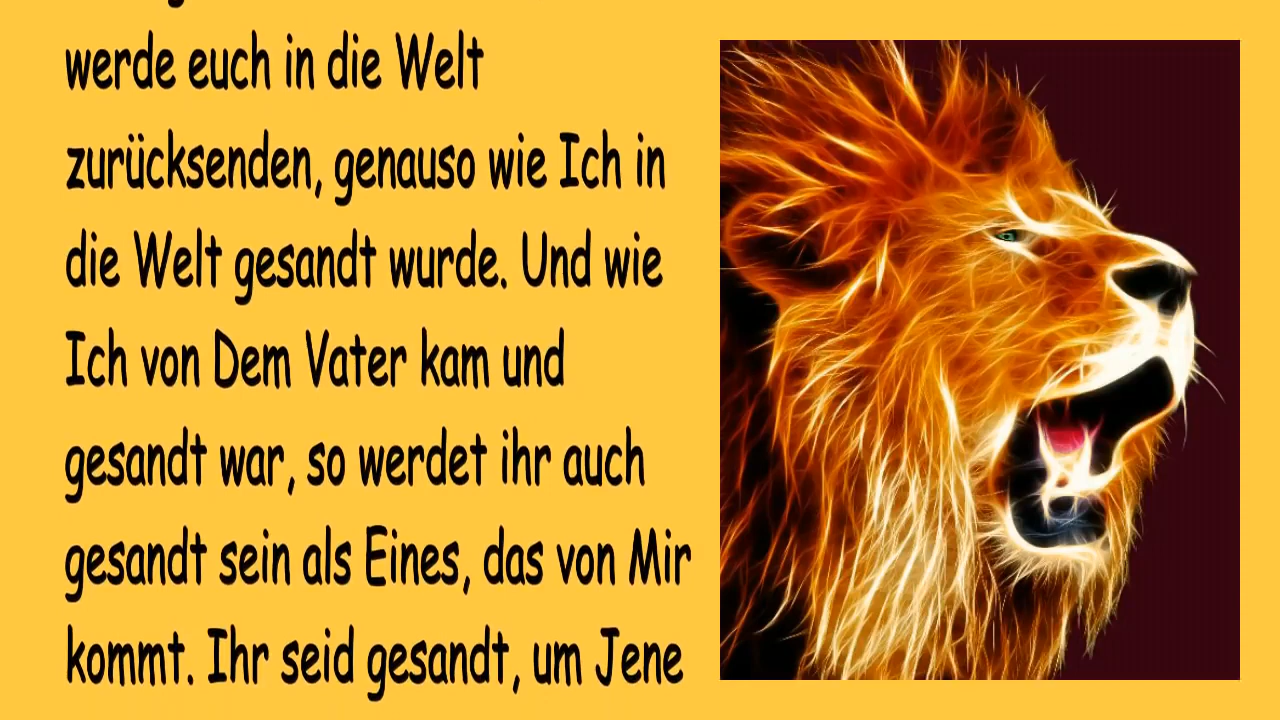 werde euch in die Welt
zurücksenden, genauso wie Ich in
die Welt gesandt wurde. Und wie
Ich von Dem Vater kam und
gesandt war, so werdet ihr auch
gesandt sein als Eines, das von Mir
kommt. Ihr seid gesandt, um Jene